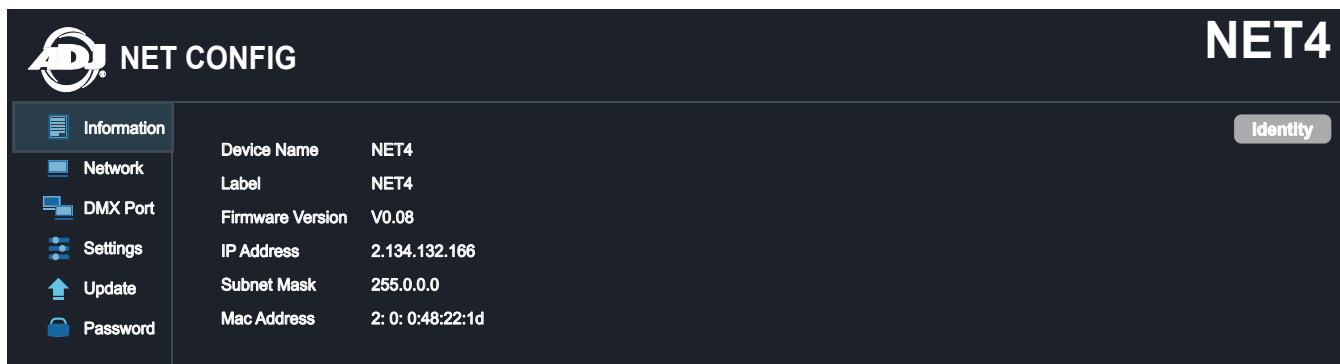 ADJ® NET CONFIG
NET4
Information
Network
DMX Port
Settings
Update
Password
Identity
Device Name NET4
Label NET4
Firmware Version V0.08
IP Address 2.134.132.166
Subnet Mask 255.0.0.0
Mac Address 2: 0: 0:48:22:1d